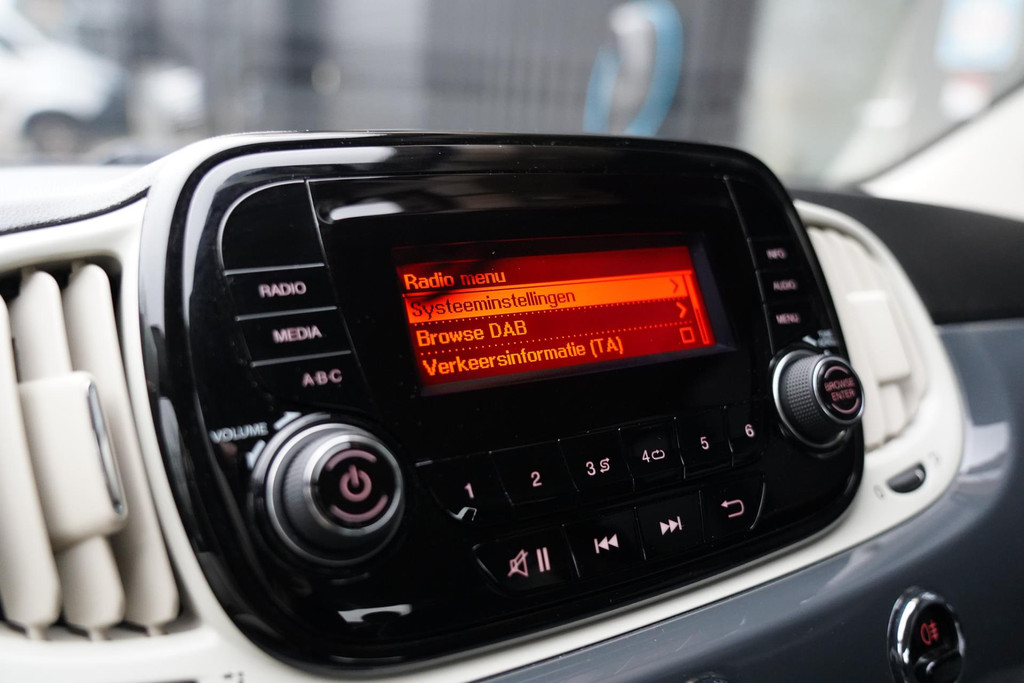 RADIO
MEDIA
A·B·C
VOLUME
Radio menu
Systeeminstellingen
Browse DAB
Verkeersinformatie (TA)
INFO
AUDIO
MENU
BROWSE
ENTER
1
2
3
4
5
6